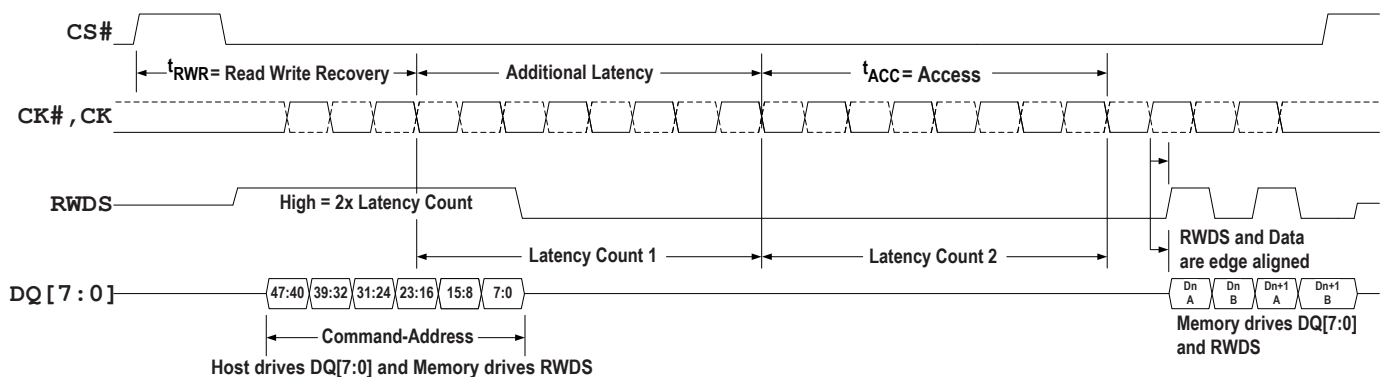 CS#
tRWR= Read Write Recovery
Additional Latency
tACC= Access
CK#,CK
RWDS
High = 2x Latency Count
Latency Count 1
Latency Count 2
RWDS and Data
are edge aligned
DQ[7:0]
47:40 39:32 31:24 23:16 15:8 7:0
Dn
A
Dn
B
Dn+1
A
Dn+1
B
Command-Address
Memory drives DQ[7:0]
and RWDS
Host drives DQ[7:0] and Memory drives RWDS